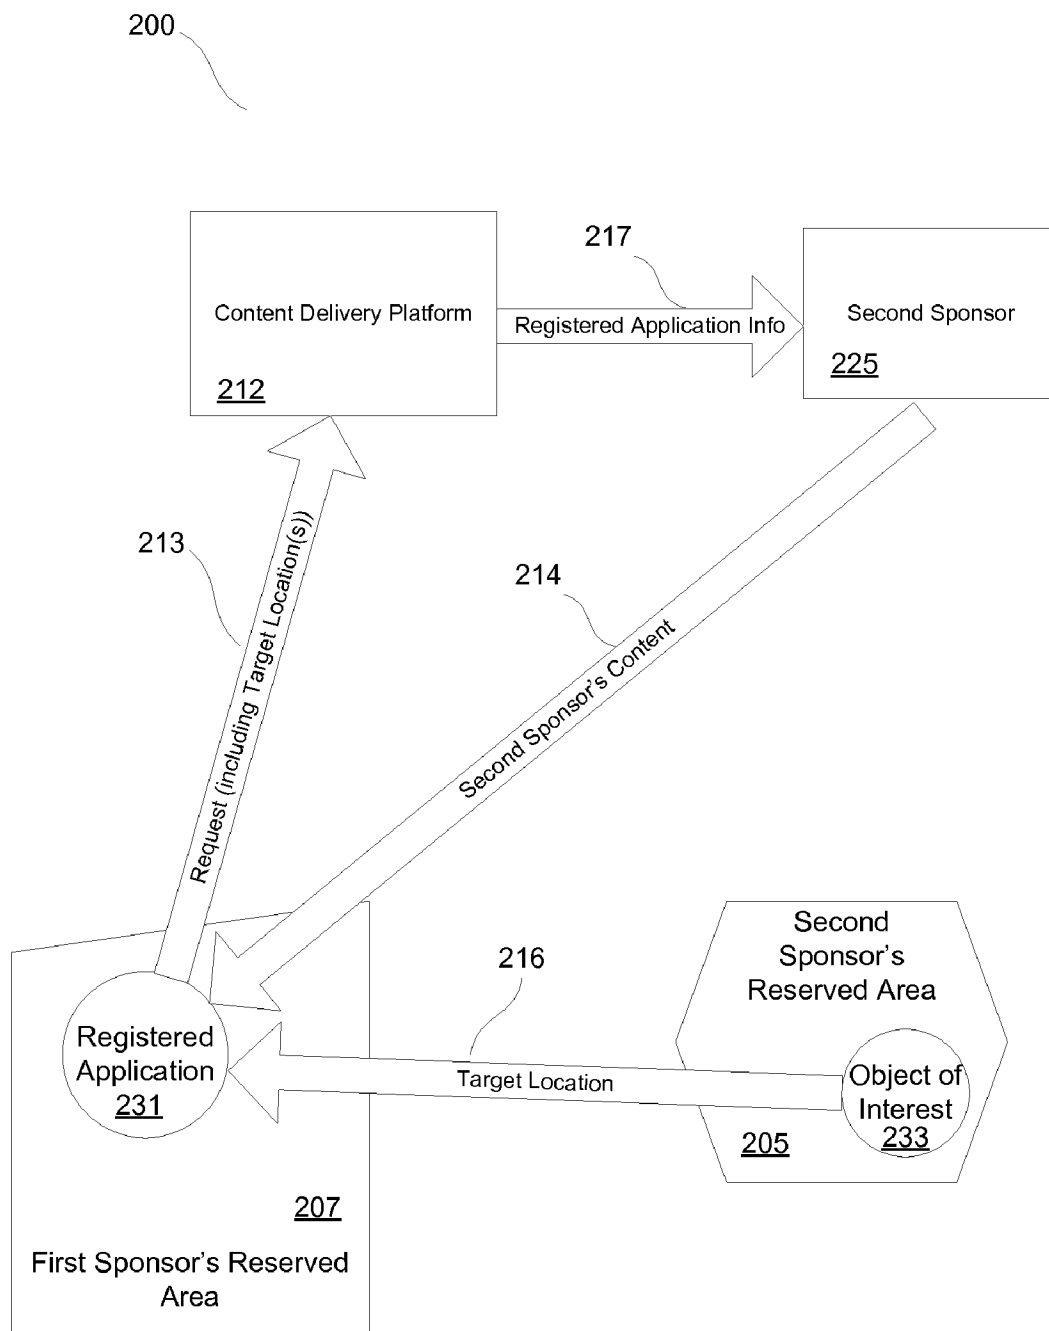 200
217
Content Delivery Platform
212
Registered Application Info
Second Sponsor
225
213
Request (including Target Location(s))
214
Second Sponsor's Content
Second
Sponsor's
Reserved Area
216
Registered
Application
231
Target Location
Object of
Interest
233
205
207
First Sponsor's Reserved
Area